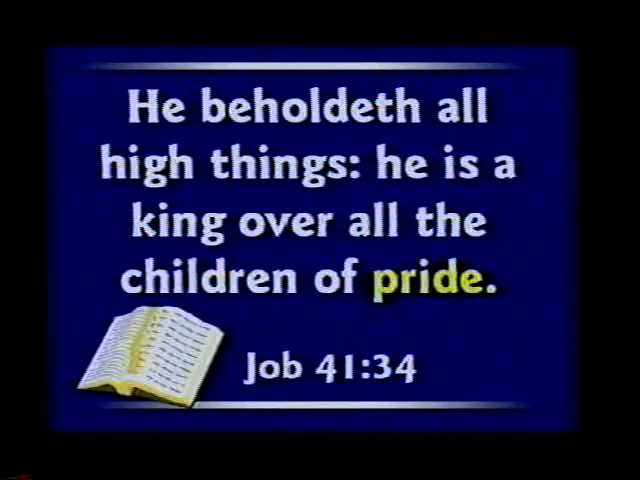 He beholdeth all
high things: he is a
king over all the
children of pride.
Job 41:34